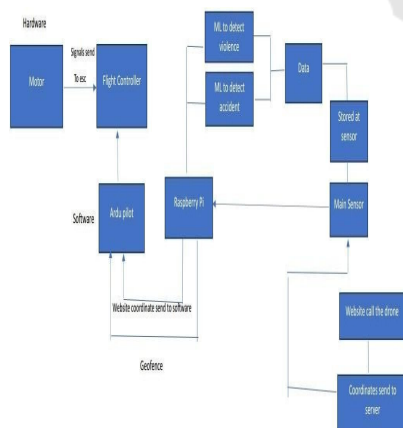 Hardware
Motor
Signals send
To esc
Flight Controller
ML to detect
violence
ML to detect
accident
Data
Stored at
sensor
Main Sensor
Software
Ardu pilot
Raspberry Pi
Website coordinate send to software
Geofence
Website call the drone
Coordinates send to
server